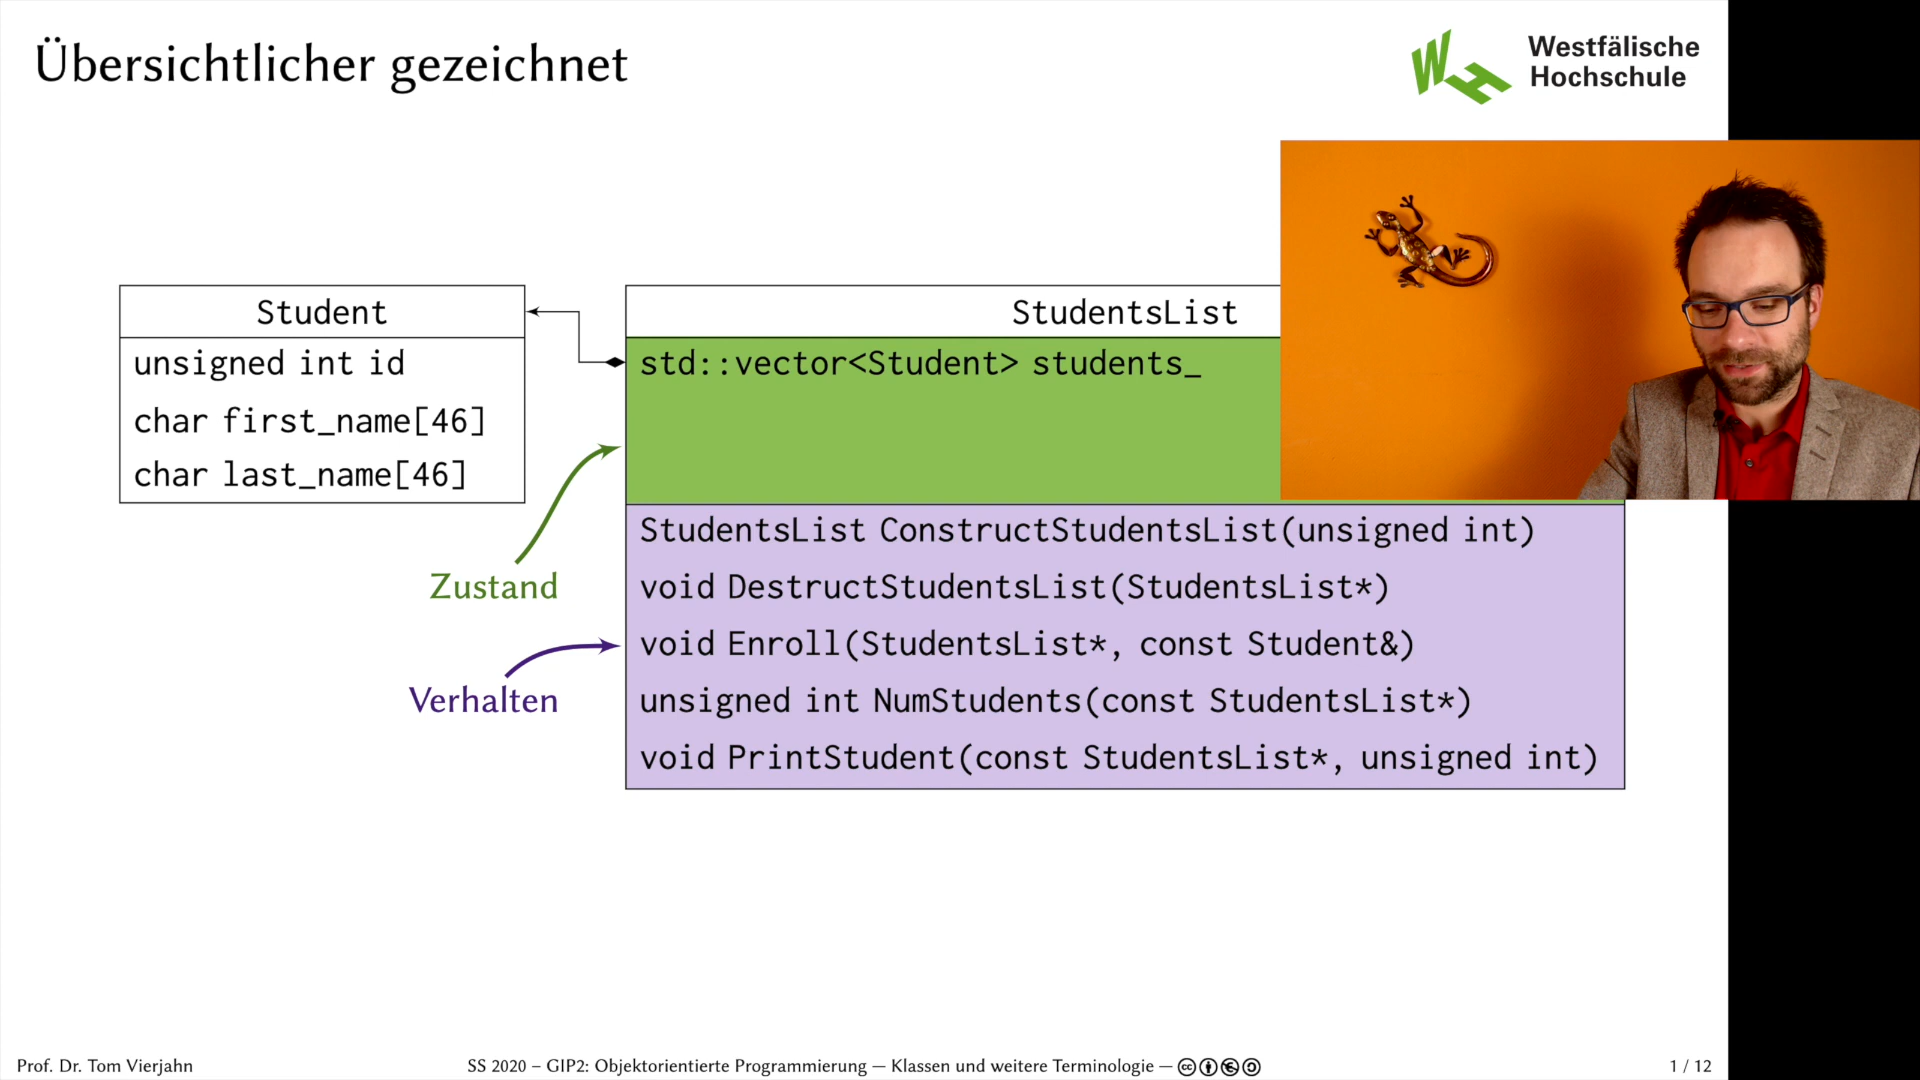 Übersichtlicher gezeichnet
Westfälische
Hochschule
Student
unsigned int id
char first_name[46]
char last_name[46]
StudentsList
std::vector<Student> students_
StudentsList ConstructStudentsList(unsigned int)
void DestructStudentsList(StudentsList*)
void Enroll(StudentsList*, const Student&)
unsigned int NumStudents(const StudentsList*)
void PrintStudent(const StudentsList*, unsigned int)
Zustand
Verhalten
Prof. Dr. Tom Vierjahn
SS 2020 – GIP2: Objektorientierte Programmierung — Klassen und weitere Terminologie —
1 / 12